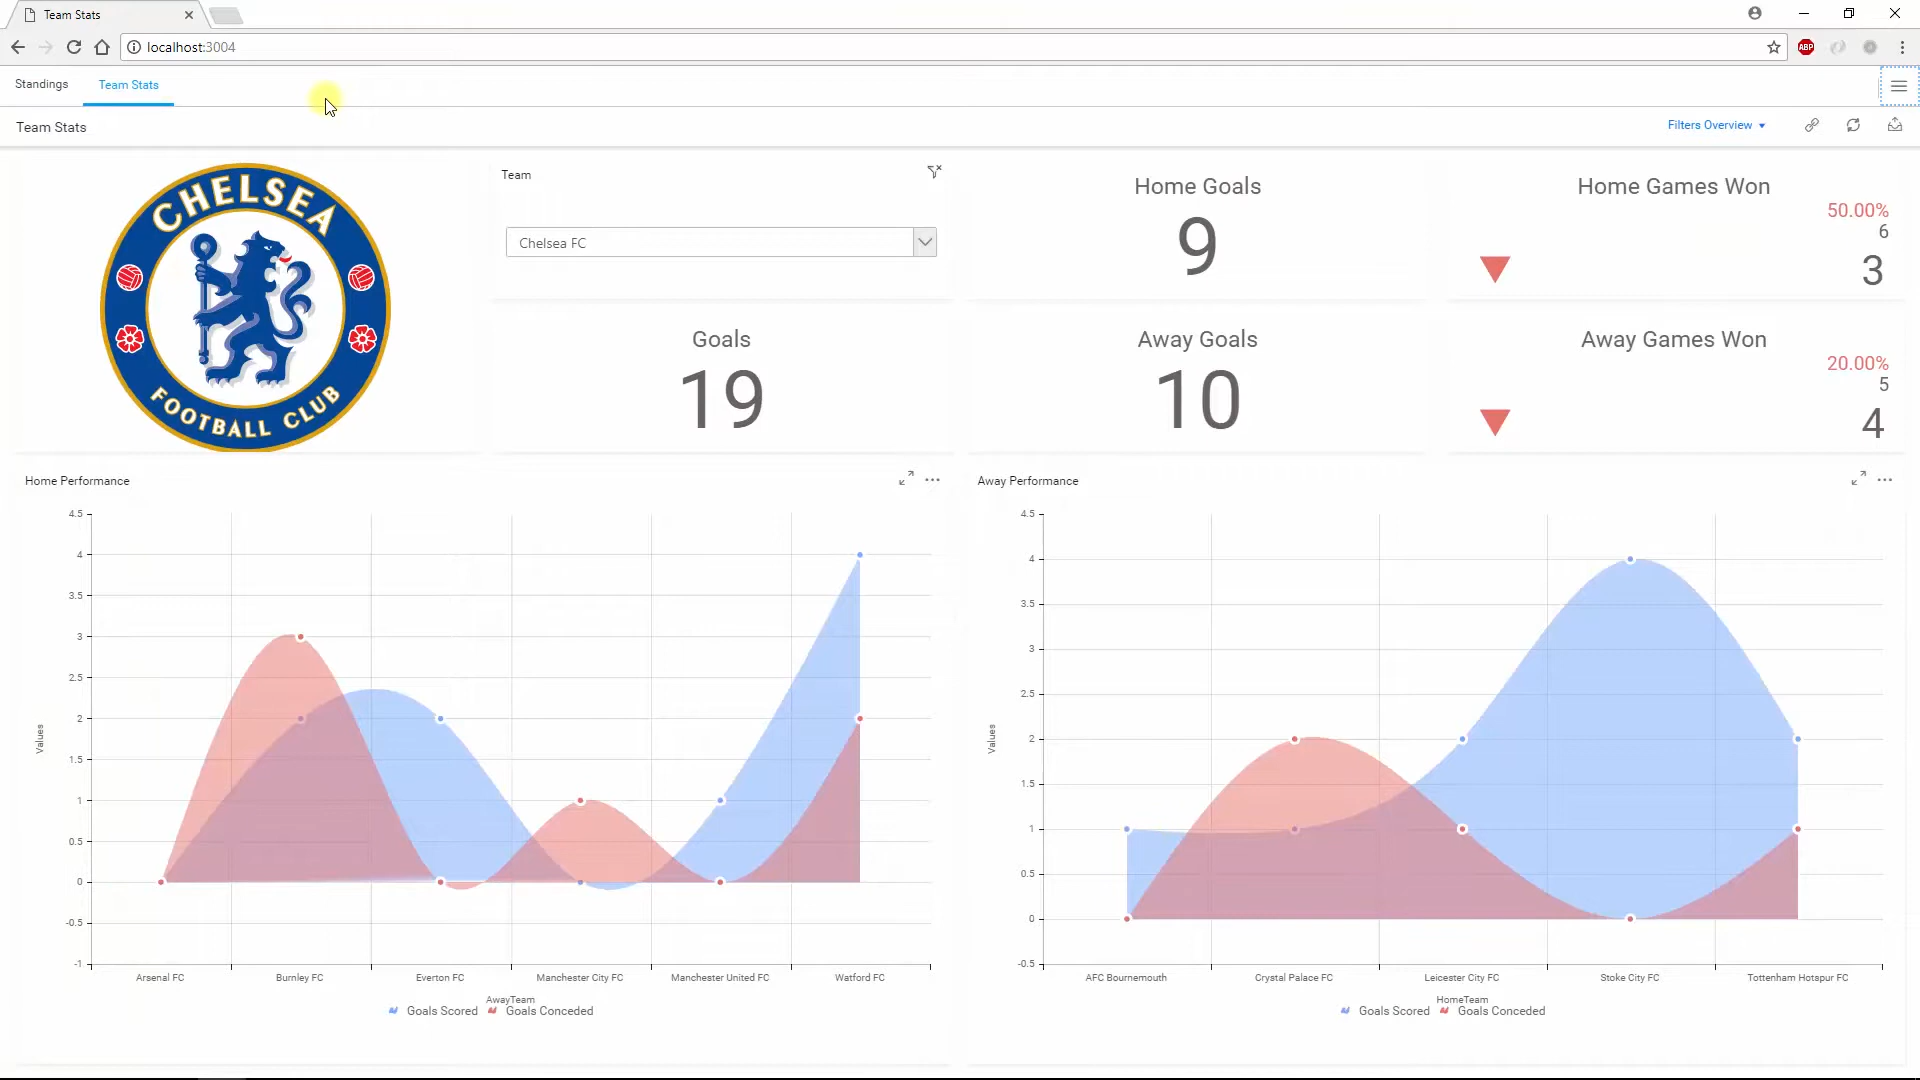 Team Stats
localhost:3004
ABP
Standings
Team Stats
Team Stats
Filters Overview
CHELSEA
FOOTBALL CLUB
Team
Chelsea FC
Home Goals
9
Home Games Won
50.00%
6
3
Goals
19
Away Goals
10
Away Games Won
20.00%
5
4
Home Performance
4.5
4
3.5
3
2.5
2
1.5
1
0.5
0
-0.5
-1
Values
Arsenal FC
Burnley FC
Everton FC
Manchester City FC
Manchester United FC
Watford FC
AwayTeam
Goals Scored
Goals Conceded
Away Performance
4.5
4
3.5
3
2.5
2
1.5
1
0.5
0
-0.5
Values
AFC Bournemouth
Crystal Palace FC
Leicester City FC
Stoke City FC
Tottenham Hotspur FC
HomeTeam
Goals Scored
Goals Conceded